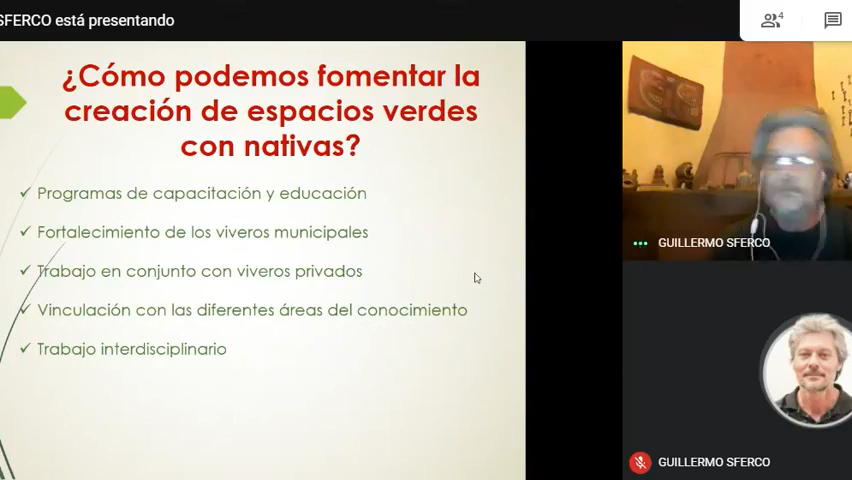 SFERCO está presentando
4
¿Cómo podemos fomentar la
creación de espacios verdes
con nativas?
✓ Programas de capacitación y educación
✓ Fortalecimiento de los viveros municipales
✓ Trabajo en conjunto con viveros privados
✓ Vinculación con las diferentes áreas del conocimiento
✓ Trabajo interdisciplinario
GUILLERMO SFERCO
GUILLERMO SFERCO